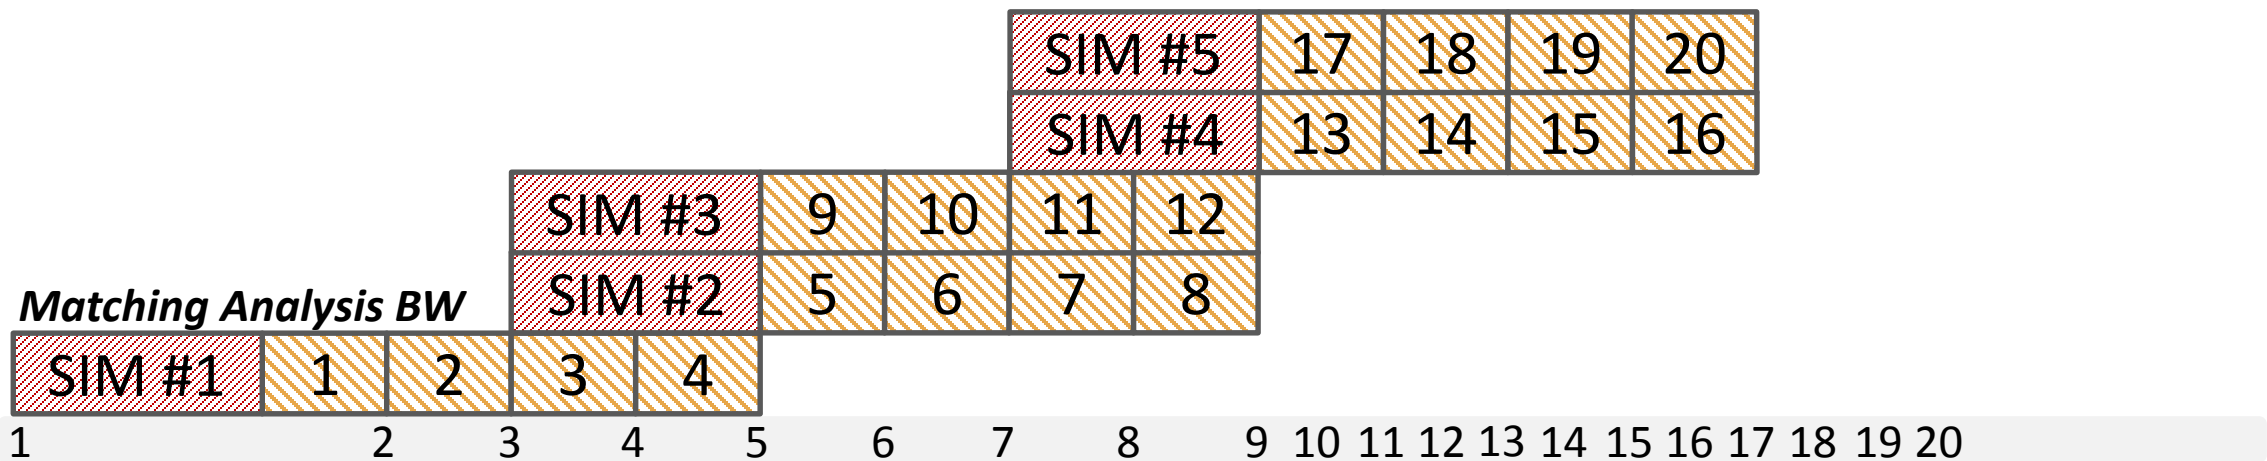 SIM #5 17 18 19 20
SIM #4 13 14 15 16
SIM #3 9 10 11 12
SIM #2 5 6 7 8
Matching Analysis BW
SIM #1 1 2 3 4
1 2 3 4 5 6 7 8 9 10 11 12 13 14 15 16 17 18 19 20